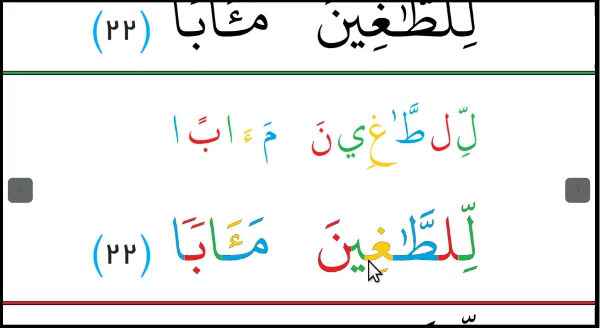 لِّلطَّٰغِينَ مَـَٔابًا (٢٢)
لِّ ل طَّٰ غِ ي نَ مَ ءَ ا بً ا
لِّلطَّٰغِينَ مَـَٔابًا (٢٢)